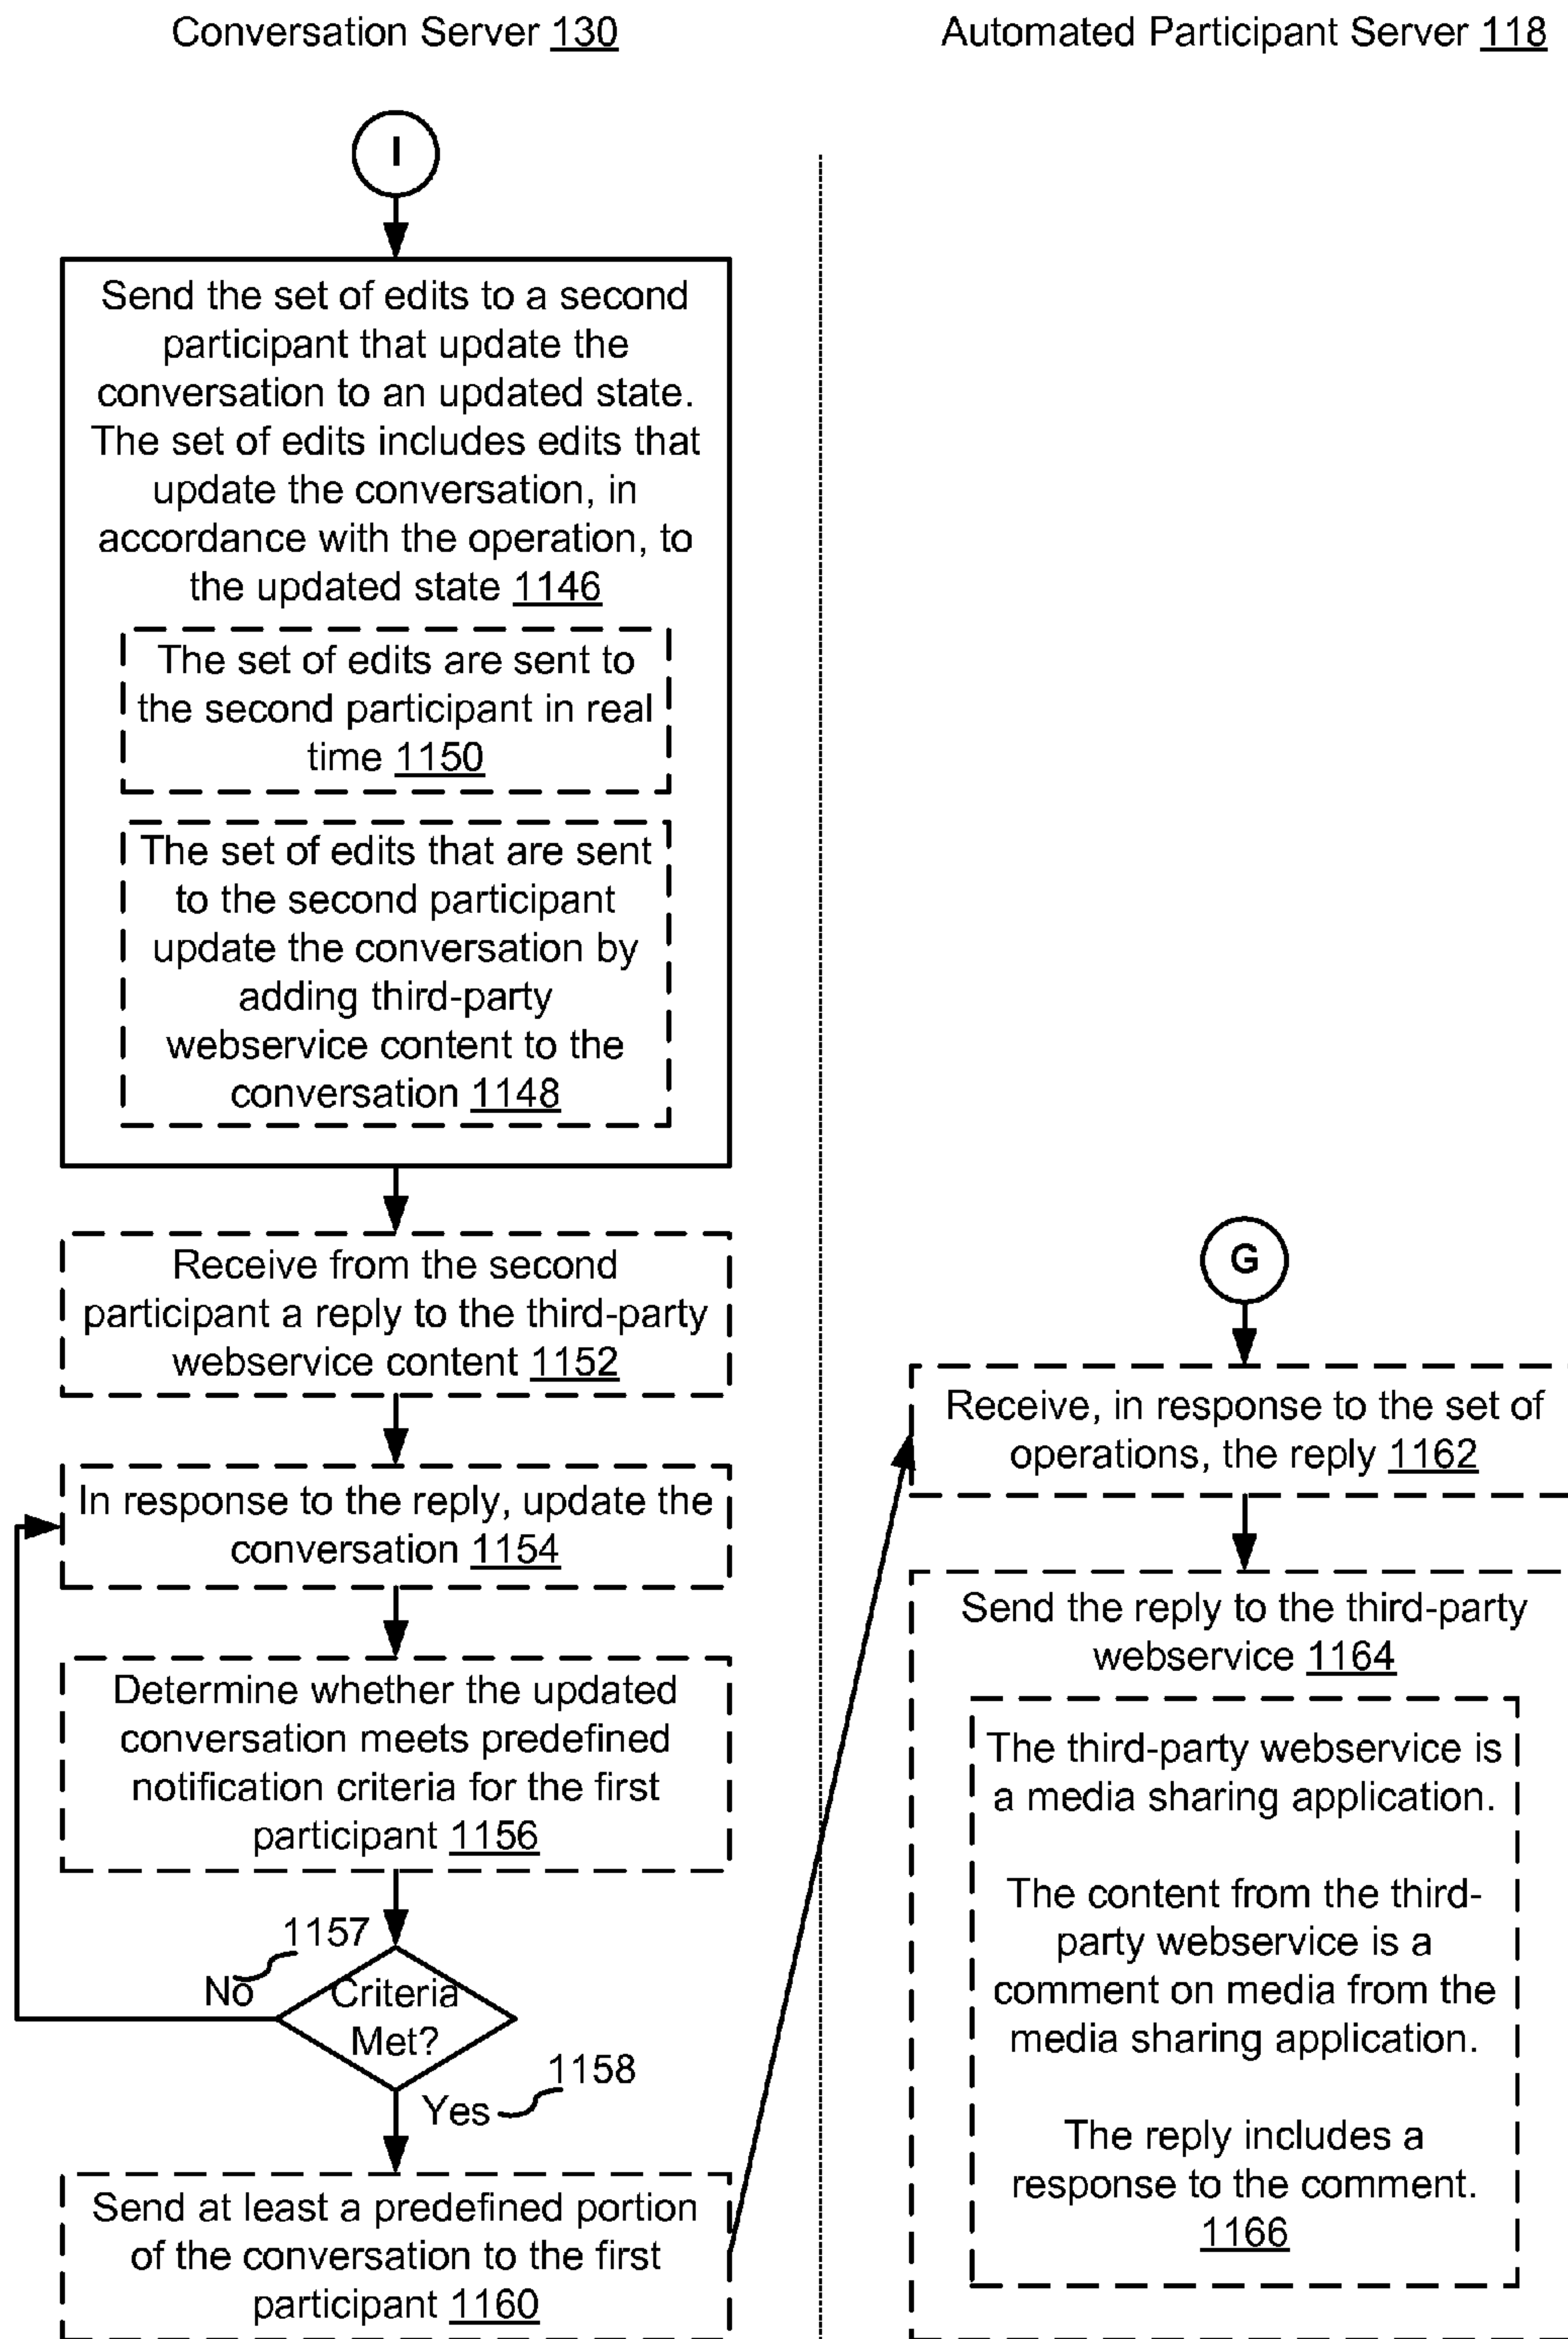 Conversation Server 130
Automated Participant Server 118
I
Send the set of edits to a second
participant that update the
conversation to an updated state.
The set of edits includes edits that
update the conversation, in
accordance with the operation, to
the updated state 1146
The set of edits are sent to
the second participant in real
time 1150
The set of edits that are sent
to the second participant
update the conversation by
adding third-party
webservice content to the
conversation 1148
Receive from the second
participant a reply to the third-party
webservice content 1152
In response to the reply, update the
conversation 1154
Determine whether the updated
conversation meets predefined
notification criteria for the first
participant 1156
1157
No
Criteria
Met?
1158
Yes
Send at least a predefined portion
of the conversation to the first
participant 1160
G
Receive, in response to the set of
operations, the reply 1162
Send the reply to the third-party
webservice 1164
The third-party webservice is
a media sharing application.
The content from the third-
party webservice is a
comment on media from the
media sharing application.
The reply includes a
response to the comment.
1166